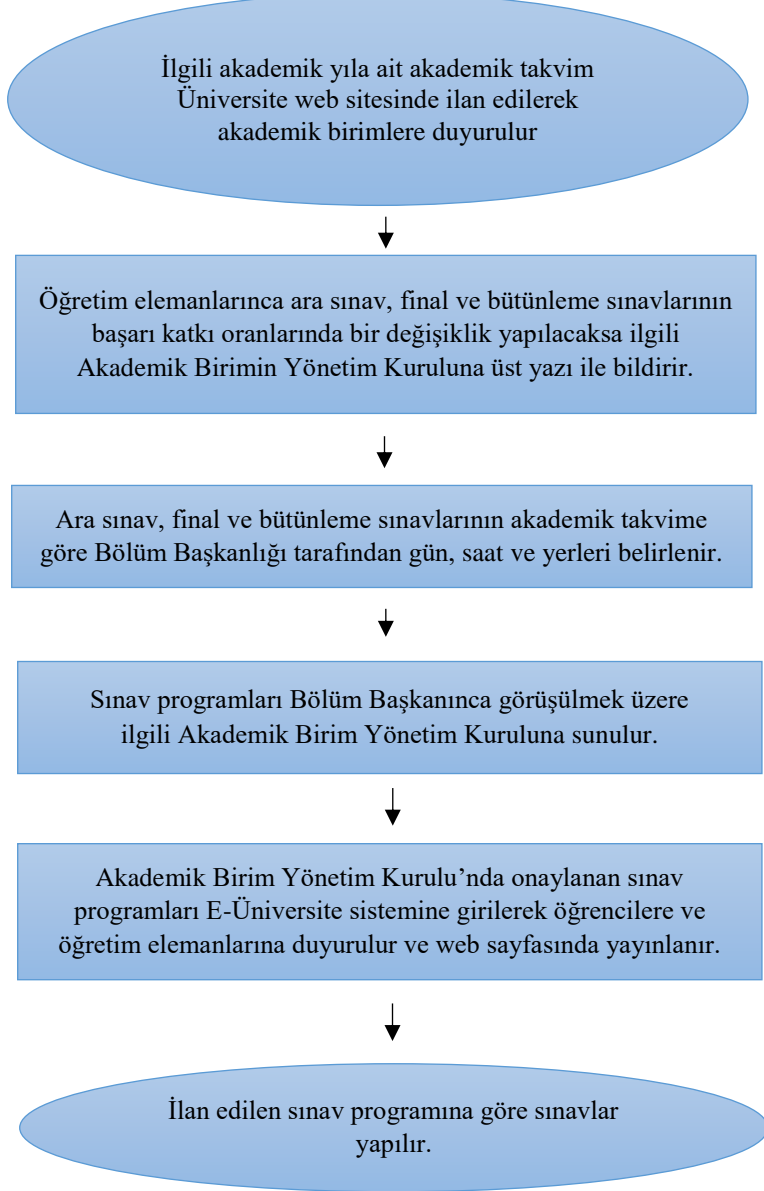 İlgili akademik yıla ait akademik takvim
Üniversite web sitesinde ilan edilerek
akademik birimlere duyurulur
Öğretim elemanlarınca ara sınav, final ve bütünleme sınavlarının
başarı katkı oranlarında bir değişiklik yapılacaksa ilgili
Akademik Birimin Yönetim Kuruluna üst yazı ile bildirir.
Ara sınav, final ve bütünleme sınavlarının akademik takvime
göre Bölüm Başkanlığı tarafından gün, saat ve yerleri belirlenir.
Sınav programları Bölüm Başkanınca görüşülmek üzere
ilgili Akademik Birim Yönetim Kuruluna sunulur.
Akademik Birim Yönetim Kurulu’nda onaylanan sınav
programları E-Üniversite sistemine girilerek öğrencilere ve
öğretim elemanlarına duyurulur ve web sayfasında yayınlanır.
İlan edilen sınav programına göre sınavlar
yapılır.